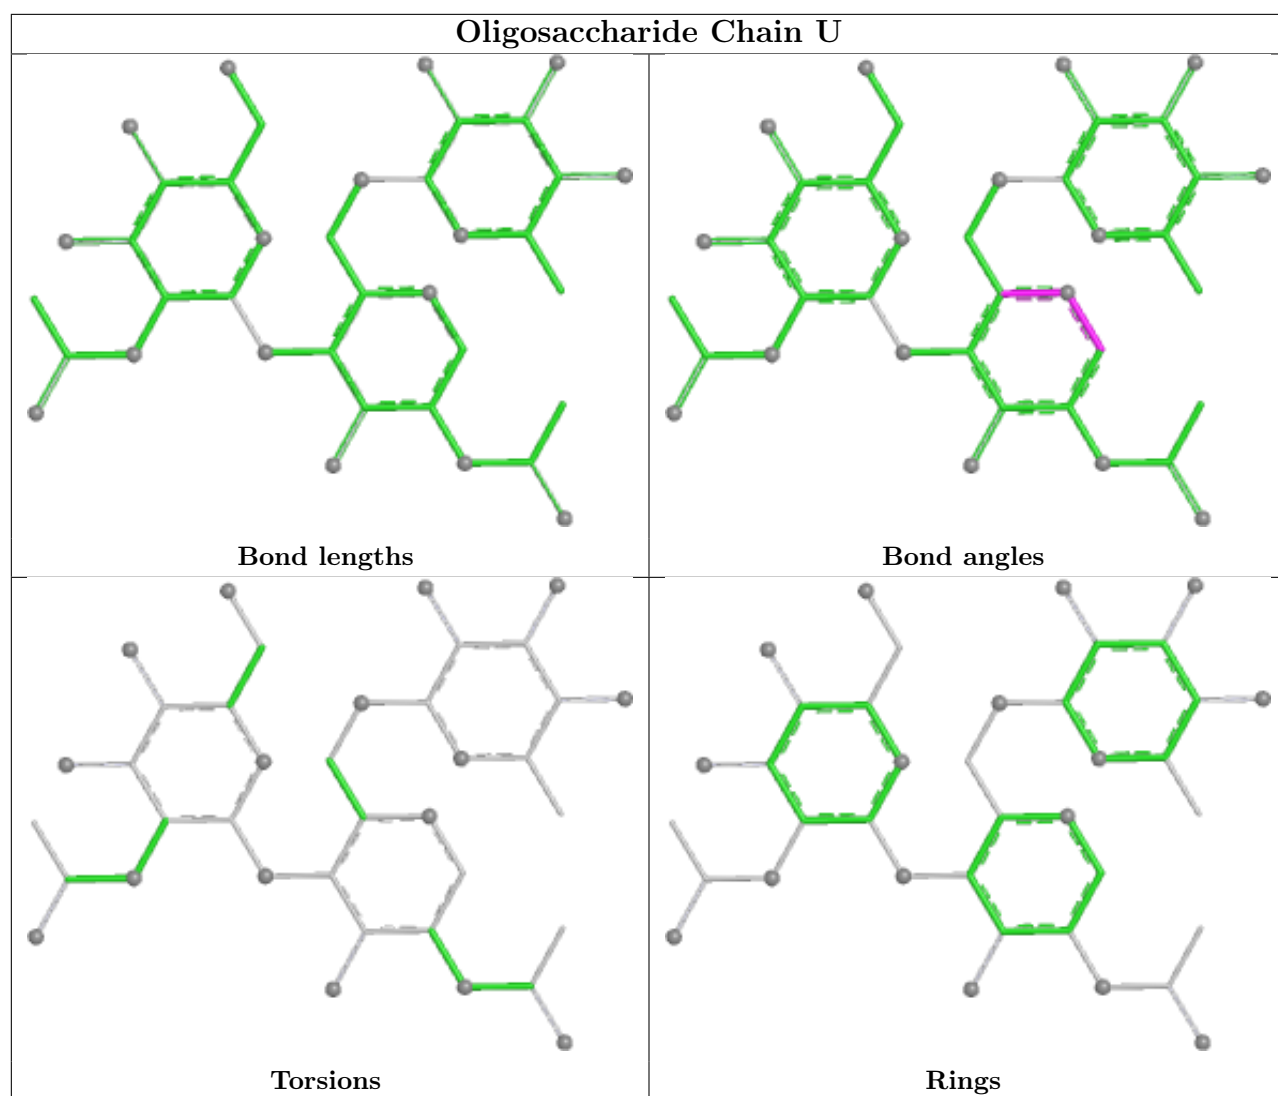 Oligosaccharide Chain U
Bond lengths
Bond angles
Torsions
Rings